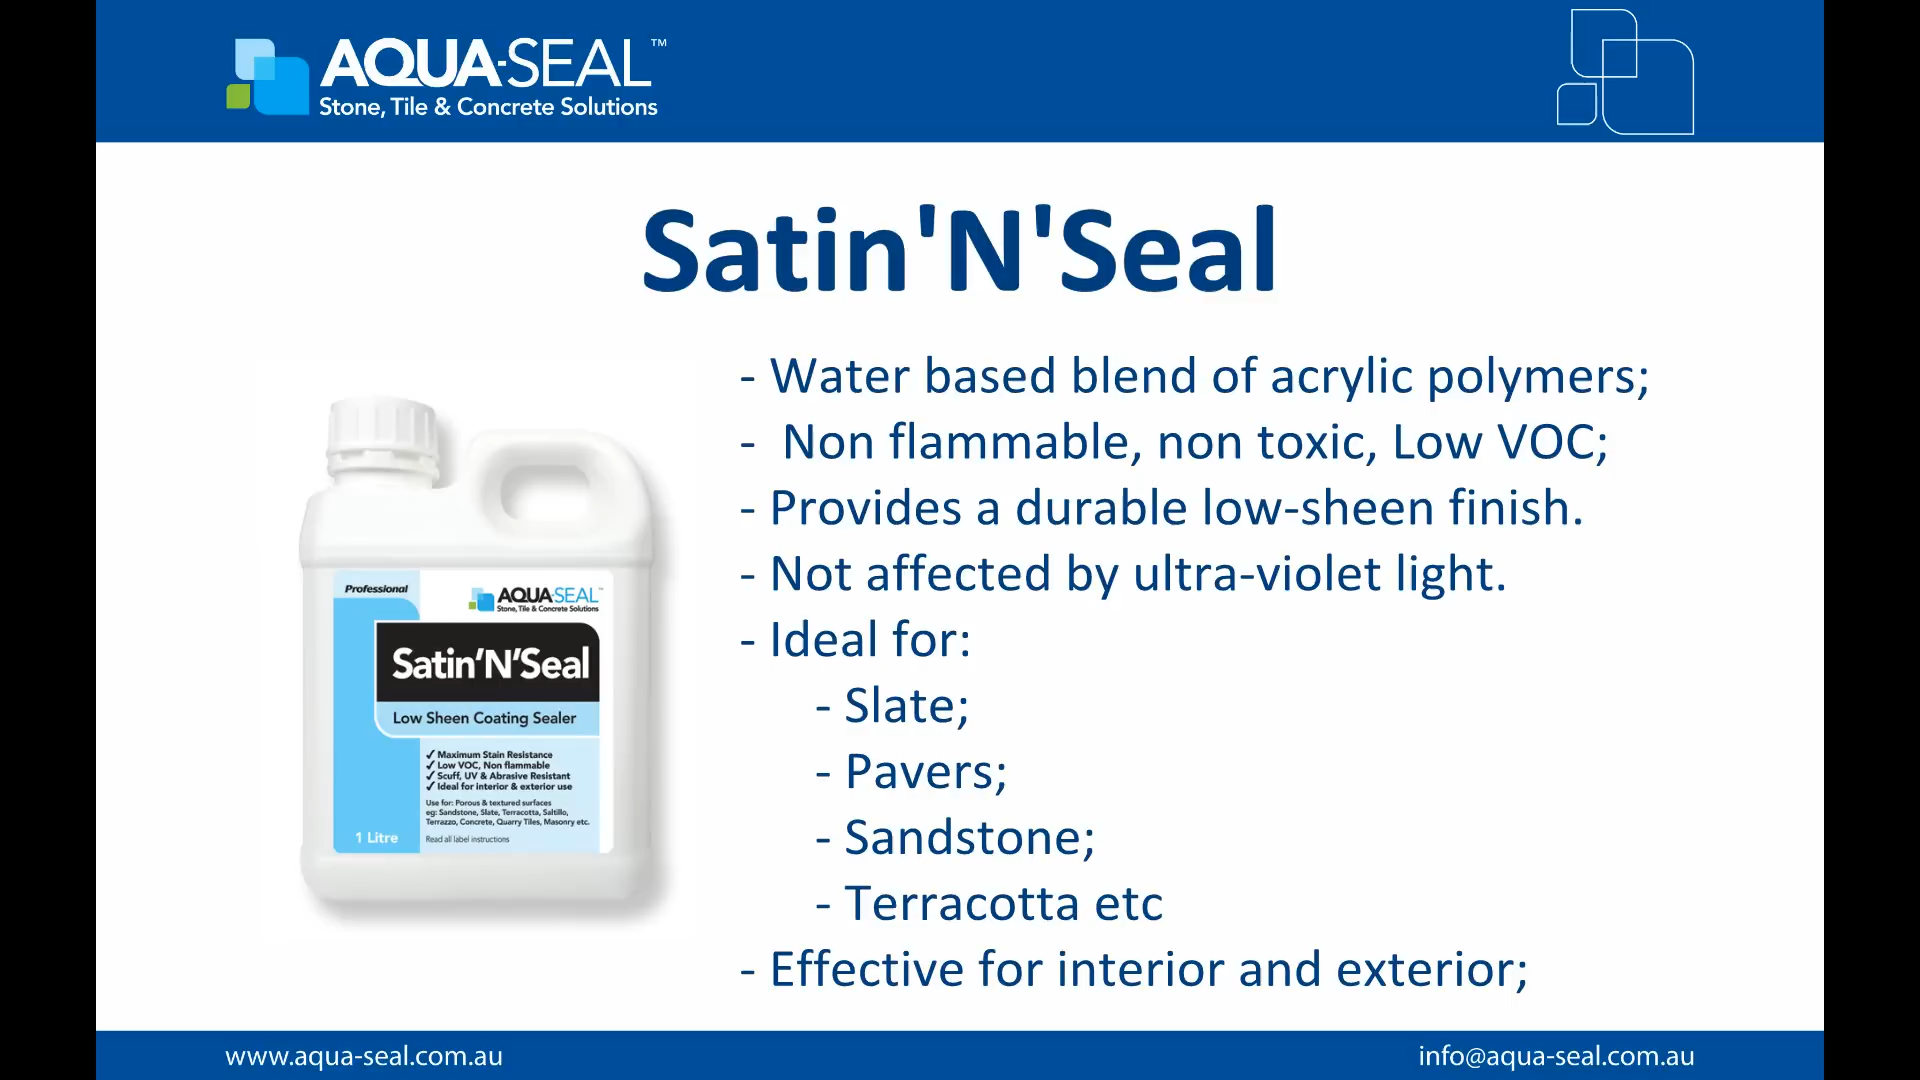 AQUA-SEAL™
Stone, Tile & Concrete Solutions
Satin'N'Seal
- Water based blend of acrylic polymers;
- Non flammable, non toxic, Low VOC;
- Provides a durable low-sheen finish.
- Not affected by ultra-violet light.
- Ideal for:
- Slate;
- Pavers;
- Sandstone;
- Terracotta etc
- Effective for interior and exterior;
Professional
AQUA-SEAL™
Stone, Tile & Concrete Solutions
Satin'N'Seal
Low Sheen Coating Sealer
✓ Maximum Stain Resistance
✓ Low VOC, Non flammable
✓ Scuff, UV & Abrasive Resistant
✓ Ideal for interior & exterior use
Use for: Porous & textured surfaces
eg: Sandstone, Slate, Terracotta, Saltillo,
Terrazzo, Concrete, Quarry Tiles, Masonry etc.
1 Litre
Read all label instructions
www.aqua-seal.com.au
info@aqua-seal.com.au